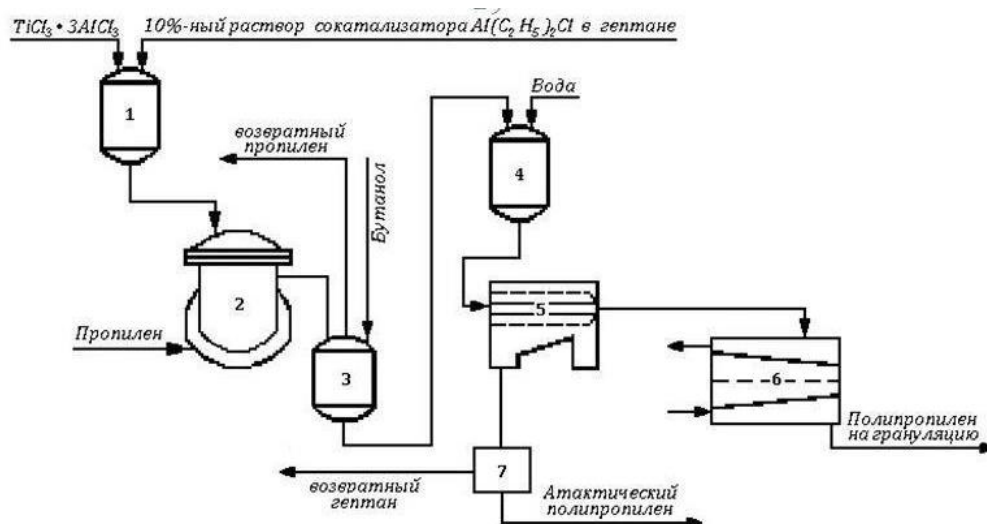 TiCl₃ • 3AlCl₃
10%-ный раствор сокатализатора Al(C₂H₅)₂Cl в гептане
1
Вода
возвратный
пропилен
Бутанол
4
2
5
Пропилен
3
6
Полипропилен
на грануляцию
7
возвратный
гептан
Атактический
полипропилен